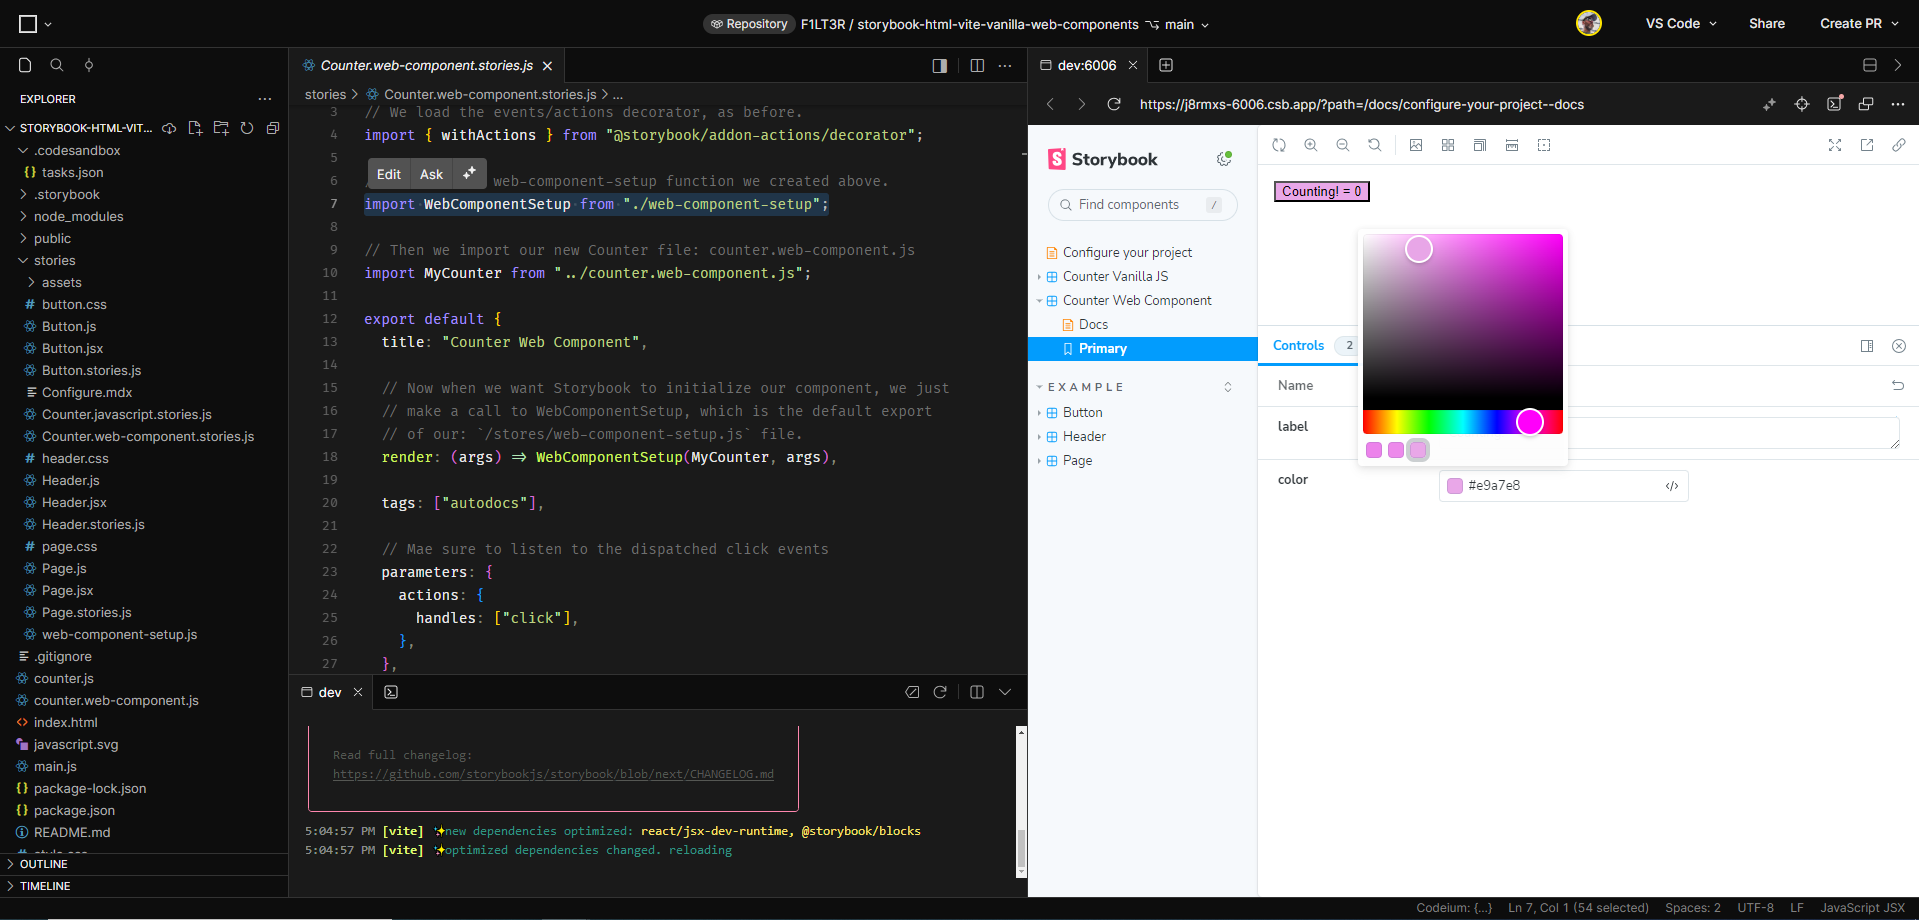 Repository F1LT3R / storybook-html-vite-vanilla-web-components main
VS Code
Share
Create PR
EXPLORER
STORYBOOK-HTML-VIT...
.codesandbox
tasks.json
.storybook
node_modules
public
stories
assets
button.css
Button.js
Button.jsx
Button.stories.js
Configure.mdx
Counter.javascript.stories.js
Counter.web-component.stories.js
header.css
Header.js
Header.jsx
Header.stories.js
page.css
Page.js
Page.jsx
Page.stories.js
web-component-setup.js
.gitignore
counter.js
counter.web-component.js
index.html
javascript.svg
main.js
package-lock.json
package.json
README.md
OUTLINE
TIMELINE
Counter.web-component.stories.js
stories > Counter.web-component.stories.js > ...
3 // We load the events/actions decorator, as before.
4 import { withActions } from "@storybook/addon-actions/decorator";
5
Edit Ask
6 web-component-setup function we created above.
7 import WebComponentSetup from "./web-component-setup";
8
9 // Then we import our new Counter file: counter.web-component.js
10 import MyCounter from "../counter.web-component.js";
11
12 export default {
13 title: "Counter Web Component",
14
15 // Now when we want Storybook to initialize our component, we just
16 // make a call to WebComponentSetup, which is the default export
17 // of our: `/stores/web-component-setup.js` file.
18 render: (args) => WebComponentSetup(MyCounter, args),
19
20 tags: ["autodocs"],
21
22 // Mae sure to listen to the dispatched click events
23 parameters: {
24 actions: {
25 handles: ["click"],
26 },
27 },
dev
Read full changelog:
https://github.com/storybookjs/storybook/blob/next/CHANGELOG.md
5:04:57 PM [vite] ✨new dependencies optimized: react/jsx-dev-runtime, @storybook/blocks
5:04:57 PM [vite] ✨optimized dependencies changed. reloading
dev:6006
https://j8rmxs-6006.csb.app/?path=/docs/configure-your-project--docs
S Storybook
Find components /
Configure your project
Counter Vanilla JS
Counter Web Component
Docs
Primary
EXAMPLE
Button
Header
Page
Counting! = 0
Controls 2
Name
label
color
#e9a7e8
Codeium: {...}
Ln 7, Col 1 (54 selected)
Spaces: 2
UTF-8
LF
JavaScript JSX